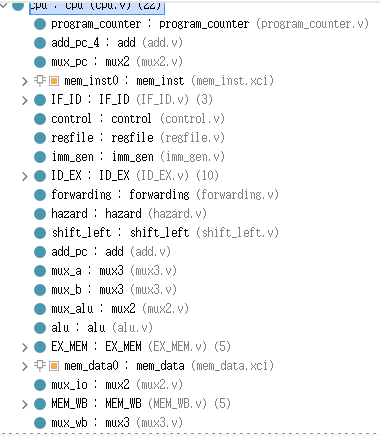 cpu : cpu (cpu.v) (22)
program_counter : program_counter (program_counter.v)
add_pc_4 : add (add.v)
mux_pc : mux2 (mux2.v)
mem_inst0 : mem_inst (mem_inst.xci)
IF_ID : IF_ID (IF_ID.v) (3)
control : control (control.v)
regfile : regfile (regfile.v)
imm_gen : imm_gen (imm_gen.v)
ID_EX : ID_EX (ID_EX.v) (10)
forwarding : forwarding (forwarding.v)
hazard : hazard (hazard.v)
shift_left : shift_left (shift_left.v)
add_pc : add (add.v)
mux_a : mux3 (mux3.v)
mux_b : mux3 (mux3.v)
mux_alu : mux2 (mux2.v)
alu : alu (alu.v)
EX_MEM : EX_MEM (EX_MEM.v) (5)
mem_data0 : mem_data (mem_data.xci)
mux_io : mux2 (mux2.v)
MEM_WB : MEM_WB (MEM_WB.v) (5)
mux_wb : mux3 (mux3.v)